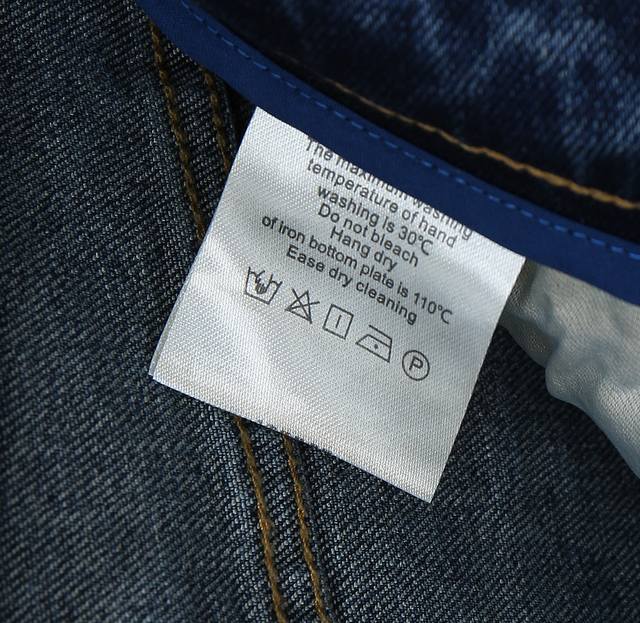 The maximum washing
temperature of hand
washing is 30℃
Do not bleach
Hang dry
of iron bottom plate is 110℃
Ease dry cleaning
P